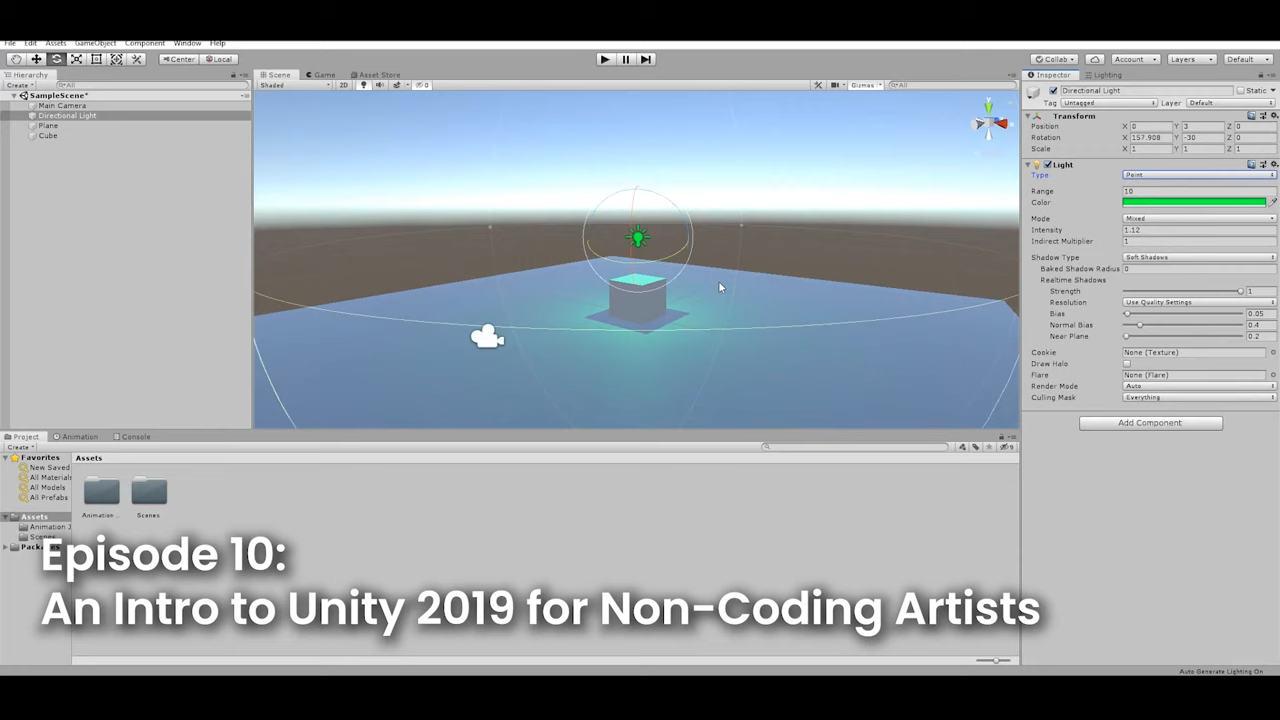 File Edit Assets GameObject Component Window Help
Center Local
Collab Account Layers Default
Hierarchy
Create All
SampleScene*
Main Camera
Directional Light
Plane
Cube
Scene Game Asset Store
Shaded 2D 0 Gizmos All
Inspector Lighting
Directional Light Static
Tag Untagged Layer Default
Transform
Position X 0 Y 3 Z 0
Rotation X 157.908 Y -30 Z 0
Scale X 1 Y 1 Z 1
Light
Type Point
Range 10
Color
Mode Mixed
Intensity 1.12
Indirect Multiplier 1
Shadow Type Soft Shadows
Baked Shadow Radius 0
Realtime Shadows
Strength 1
Resolution Use Quality Settings
Bias 0.05
Normal Bias 0.4
Near Plane 0.2
Cookie None (Texture)
Draw Halo
Flare None (Flare)
Render Mode Auto
Culling Mask Everything
Add Component
Project Animation Console
Create 9
Favorites
New Saved
All Materials
All Models
All Prefabs
Assets
Animation
Scenes
Assets
Animation ...
Scenes
Episode 10:
An Intro to Unity 2019 for Non-Coding Artists
Auto Generate Lighting On